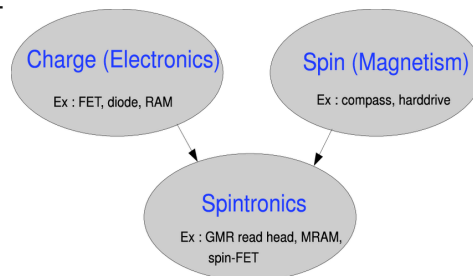 Charge (Electronics)
Ex : FET, diode, RAM
Spin (Magnetism)
Ex : compass, harddrive
Spintronics
Ex : GMR read head, MRAM,
spin-FET